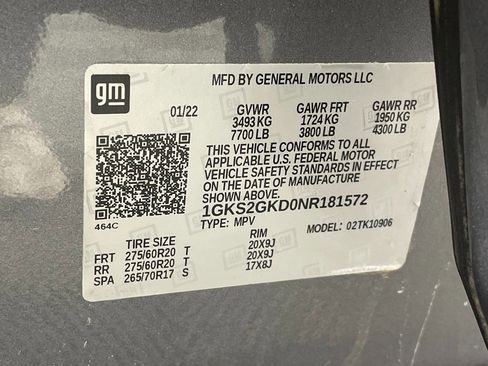 gm
MFD BY GENERAL MOTORS LLC
01/22 GVWR GAWR FRT GAWR RR
3493 KG 1724 KG 1950 KG
7700 LB 3800 LB 4300 LB
THIS VEHICLE CONFORMS TO ALL
APPLICABLE U.S. FEDERAL MOTOR
VEHICLE SAFETY STANDARDS IN EFFECT
ON THE DATE OF MANUFACTURE
SHOWN ABOVE.
1GKS2GKD0NR181572
464C TYPE: MPV MODEL: 02TK10906
TIRE SIZE RIM
FRT 275/60R20 T 20X9J
RR 275/60R20 T 20X9J
SPA 265/70R17 S 17X8J